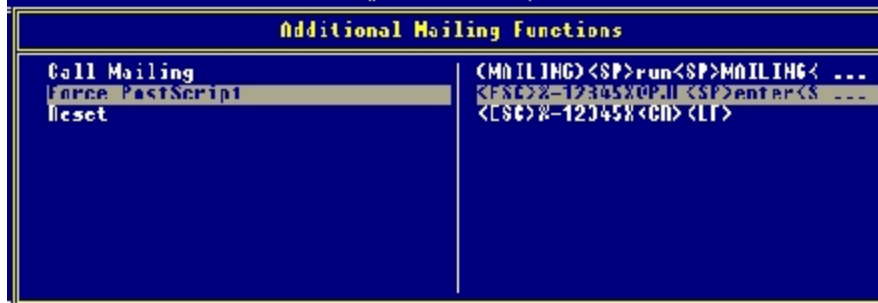 Additional Mailing Functions
Call Mailing (MAILING)<SP>run<SP>MAILING< ...
Force PostScript <ESC>%-12345X@PJL<SP>enter<S ...
Reset <ESC>%-12345X<CR><LF>